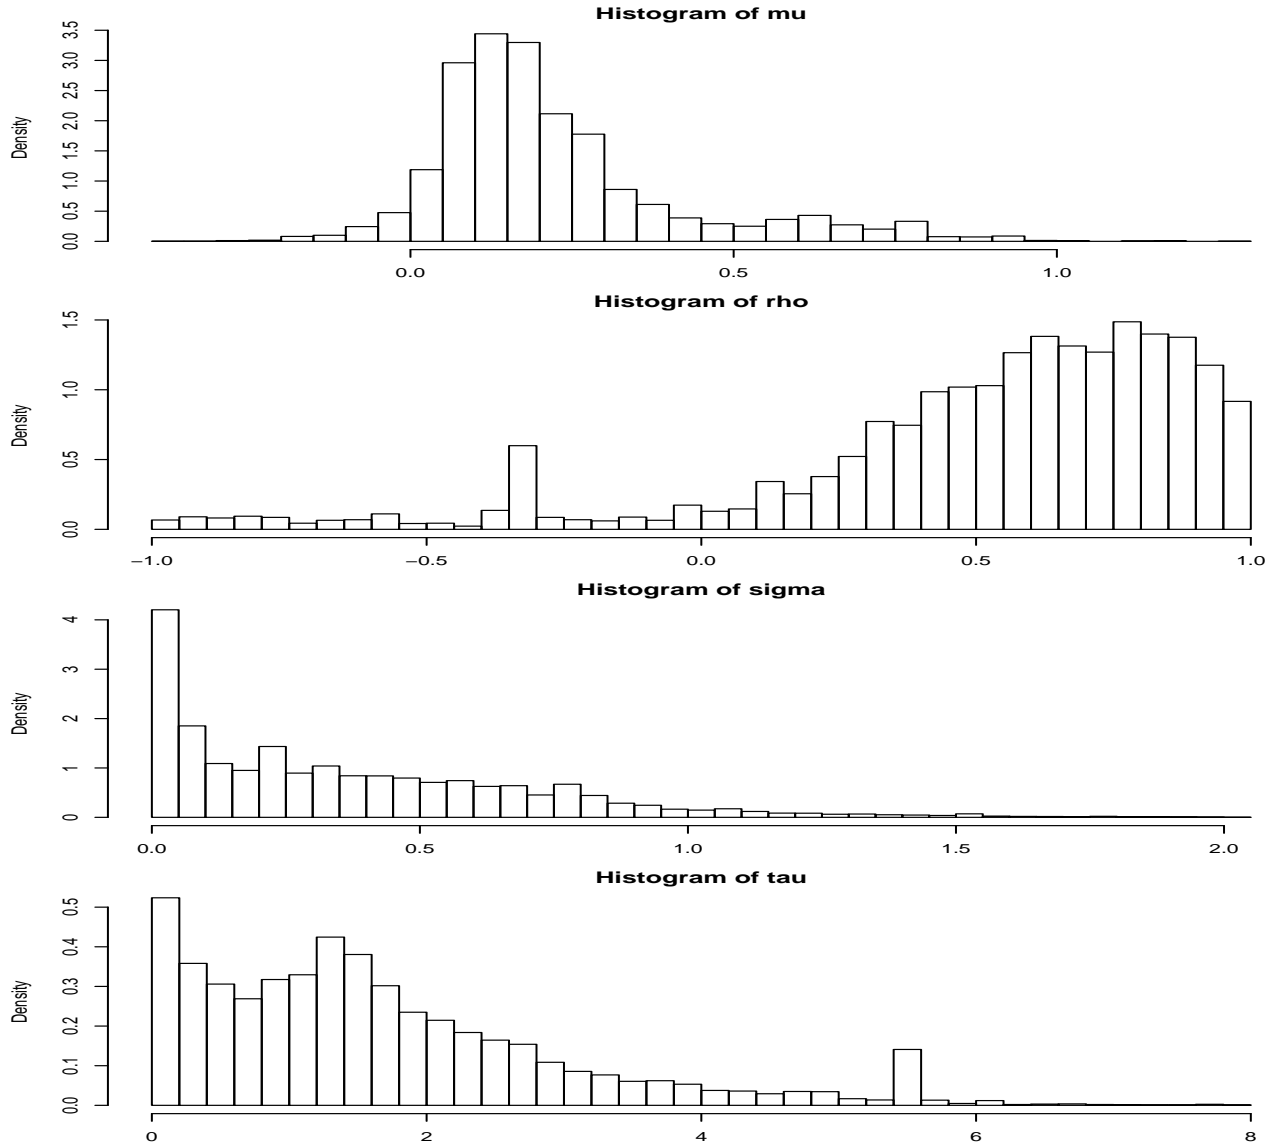 Histogram of mu
Density
0.0 0.5 1.0 1.5 2.0 2.5 3.0 3.5
0.0 0.5 1.0
Histogram of rho
Density
0.0 0.5 1.0 1.5
−1.0 −0.5 0.0 0.5 1.0
Histogram of sigma
Density
0 1 2 3 4
0.0 0.5 1.0 1.5 2.0
Histogram of tau
Density
0.0 0.1 0.2 0.3 0.4 0.5
0 2 4 6 8